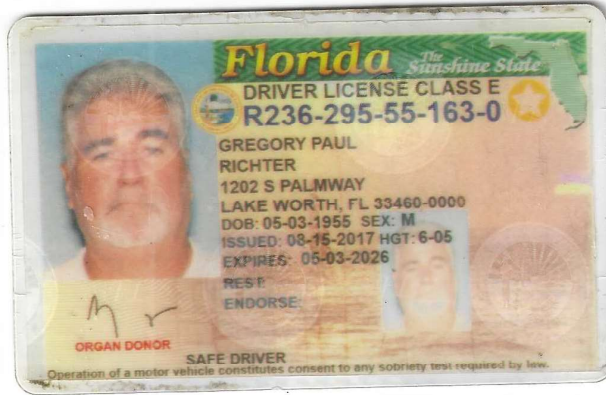 Florida The Sunshine State
DRIVER LICENSE CLASS E
R236-295-55-163-0
GREGORY PAUL
RICHTER
1202 S PALMWAY
LAKE WORTH, FL 33460-0000
DOB: 05-03-1955 SEX: M
ISSUED: 08-15-2017 HGT: 6-05
EXPIRES: 05-03-2026
REST:
ENDORSE:
ORGAN DONOR
SAFE DRIVER
Operation of a motor vehicle constitutes consent to any sobriety test required by law.